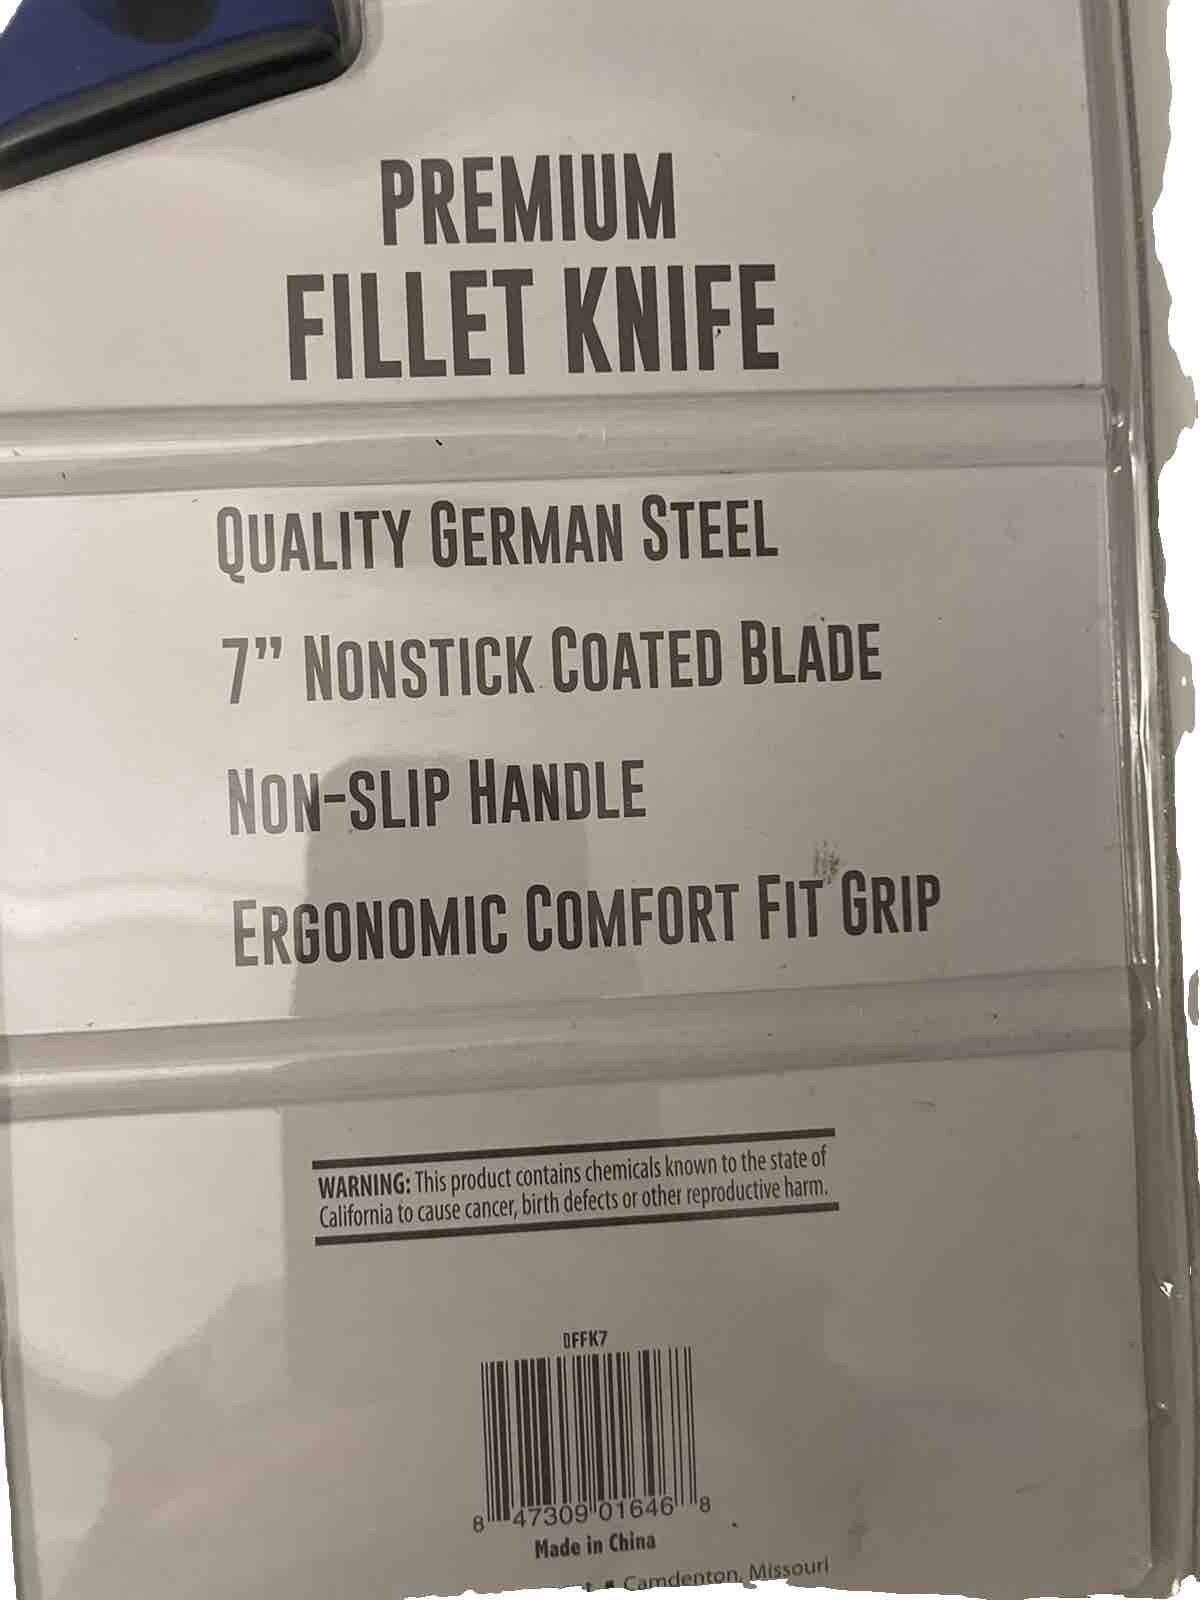 PREMIUM
FILLET KNIFE
QUALITY GERMAN STEEL
7” NONSTICK COATED BLADE
NON-SLIP HANDLE
ERGONOMIC COMFORT FIT GRIP
WARNING: This product contains chemicals known to the state of
California to cause cancer, birth defects or other reproductive harm.
DFFK7
8 47309 01646 8
Made in China
Camdenton, Missouri